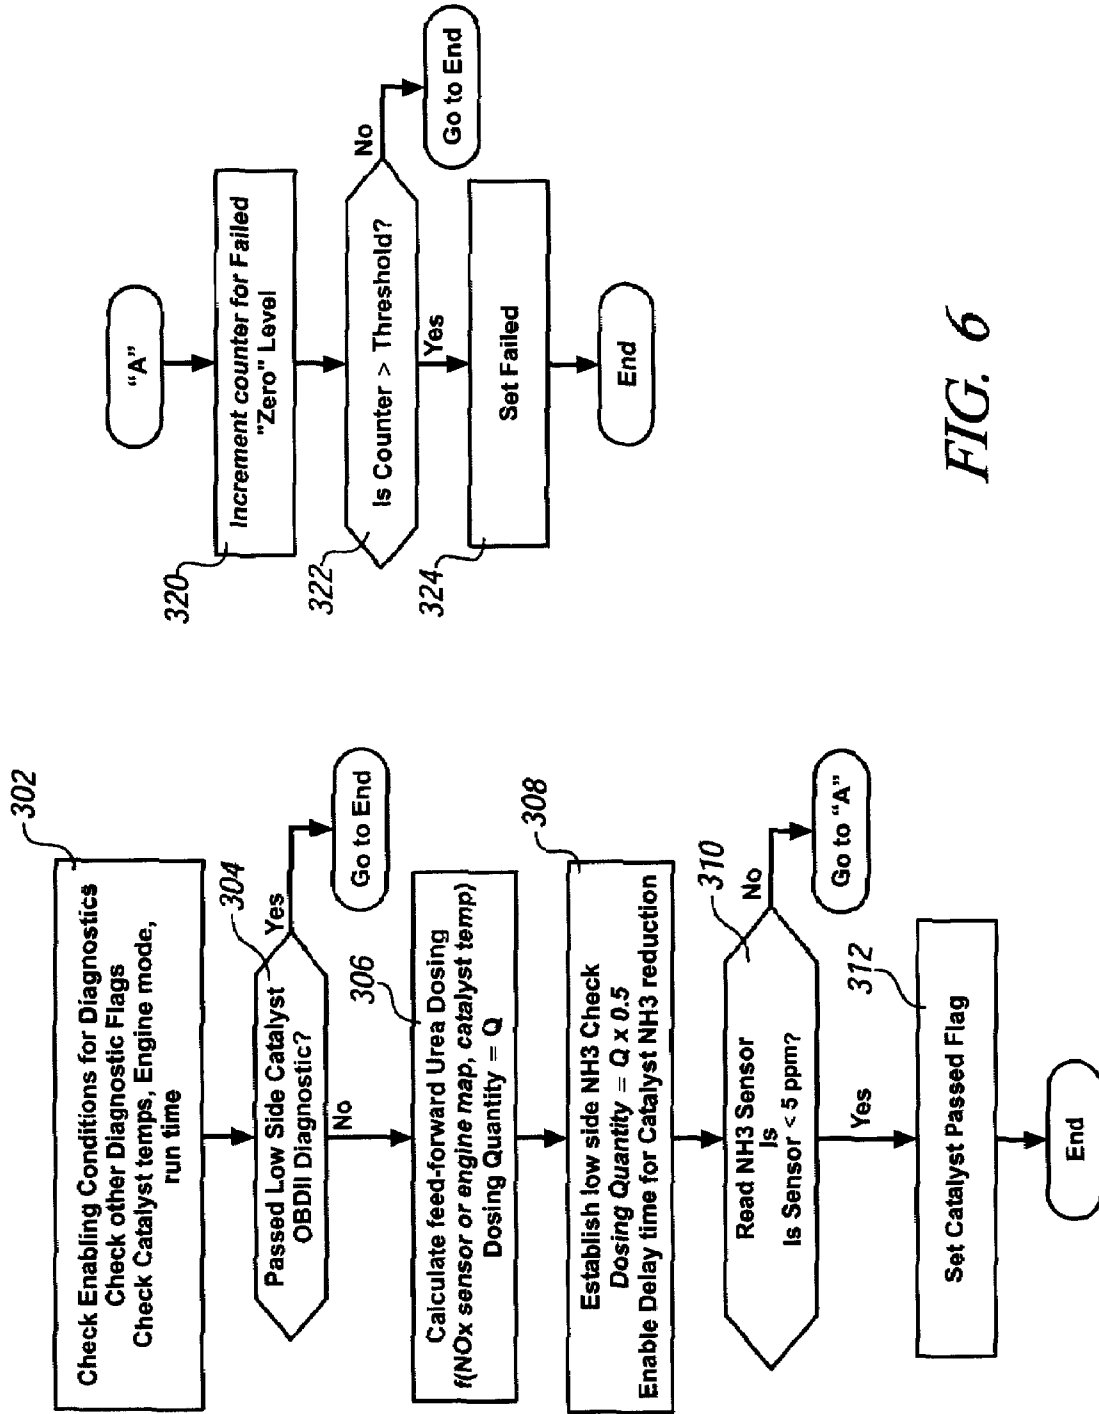 302
Check Enabling Conditions for Diagnostics
Check other Diagnostic Flags
Check Catalyst temps, Engine mode,
run time
304
Passed Low Side Catalyst
OBDII Diagnostic?
Yes
Go to End
No
306
Calculate feed-forward Urea Dosing
f(NOx sensor or engine map, catalyst temp)
Dosing Quantity = Q
308
Establish low side NH3 Check
Dosing Quantity = Q x 0.5
Enable Delay time for Catalyst NH3 reduction
310
Read NH3 Sensor
Is
Is Sensor < 5 ppm?
No
Go to “A”
Yes
312
Set Catalyst Passed Flag
End
“A”
320
Increment counter for Failed
"Zero" Level
322
Is Counter > Threshold?
No
Go to End
Yes
324
Set Failed
End
FIG. 6